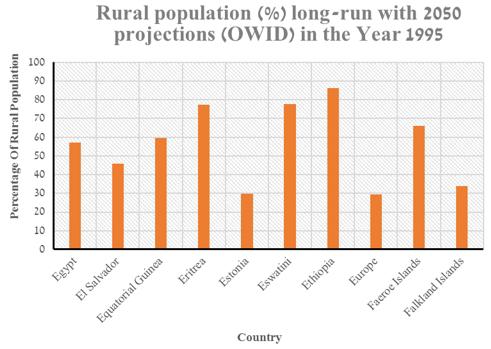 Rural population (%) long-run with 2050
projections (OWID) in the Year 1995
Percentage Of Rural Population
100
90
80
70
60
50
40
30
20
10
0
Egypt
El Salvador
Equatorial Guinea
Eritrea
Estonia
Eswatini
Ethiopia
Europe
Faeroe Islands
Falkland Islands
Country